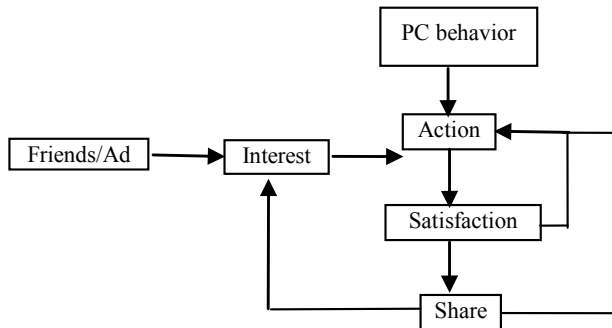 PC behavior
Action
Friends/Ad
Interest
Satisfaction
Share